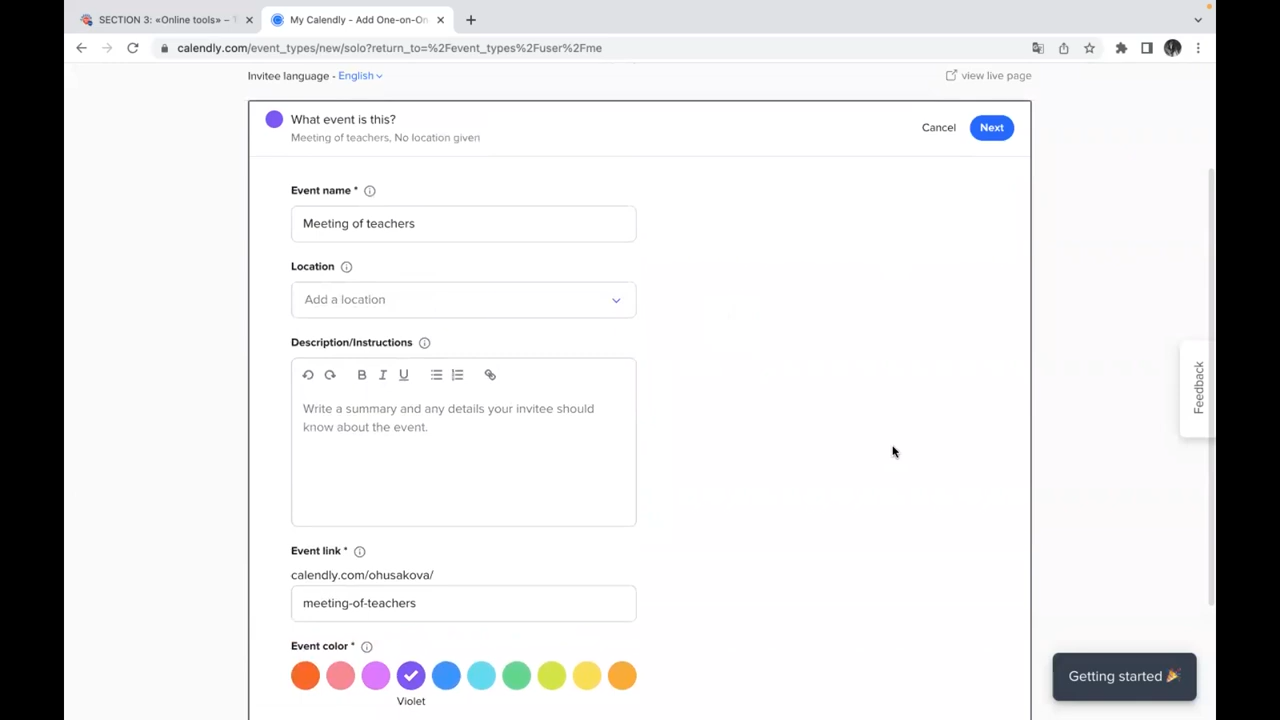 SECTION 3: «Online tools» –
My Calendly - Add One-on-On
calendly.com/event_types/new/solo?return_to=%2Fevent_types%2Fuser%2Fme
Invitee language - English
view live page
What event is this?
Meeting of teachers, No location given
Cancel
Next
Event name *
Meeting of teachers
Location
Add a location
Description/Instructions
B I U
Write a summary and any details your invitee should
know about the event.
Feedback
Event link *
calendly.com/ohusakova/
meeting-of-teachers
Event color *
Violet
Getting started